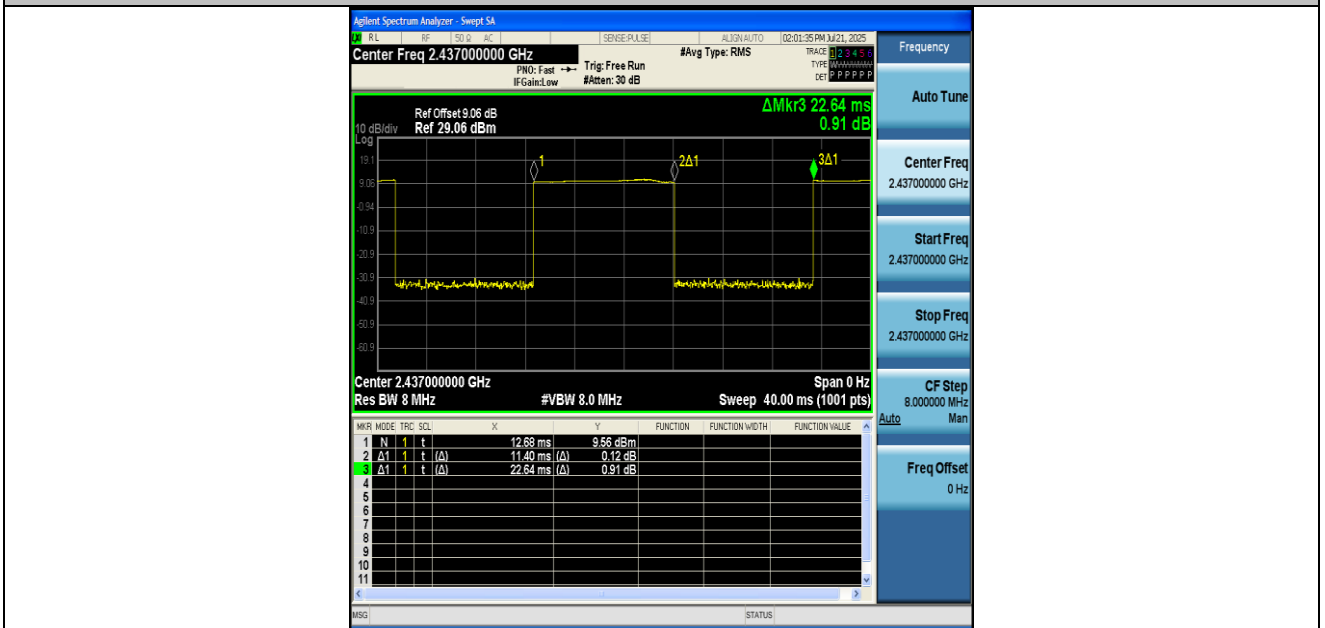 Agilent Spectrum Analyzer - Swept SA
RL RF 50 Ω AC SENSE:PULSE ALIGN AUTO 02:01:35 PM Jul 21, 2025
Center Freq 2.437000000 GHz
#Avg Type: RMS
TRACE 1 2 3 4 5 6
PNO: Fast
Trig: Free Run
TYPE
IFGain:Low
#Atten: 30 dB
DET P P P P P P
ΔMkr3 22.64 ms
0.91 dB
Ref Offset 9.06 dB
10 dB/div Ref 29.06 dBm
Log
19.1
9.06
-0.94
-10.9
-20.9
-30.9
-40.9
-50.9
-60.9
1
2Δ1
3Δ1
Center 2.437000000 GHz Span 0 Hz
Res BW 8 MHz #VBW 8.0 MHz Sweep 40.00 ms (1001 pts)
MKR MODE TRC SCL X Y FUNCTION FUNCTION WIDTH FUNCTION VALUE
1 N 1 t 12.68 ms 9.56 dBm
2 Δ1 1 t (Δ) 11.40 ms (Δ) 0.12 dB
3 Δ1 1 t (Δ) 22.64 ms (Δ) 0.91 dB
4
5
6
7
8
9
10
11
MSG STATUS
Frequency
Auto Tune
Center Freq
2.437000000 GHz
Start Freq
2.437000000 GHz
Stop Freq
2.437000000 GHz
CF Step
8.000000 MHz
Auto Man
Freq Offset
0 Hz